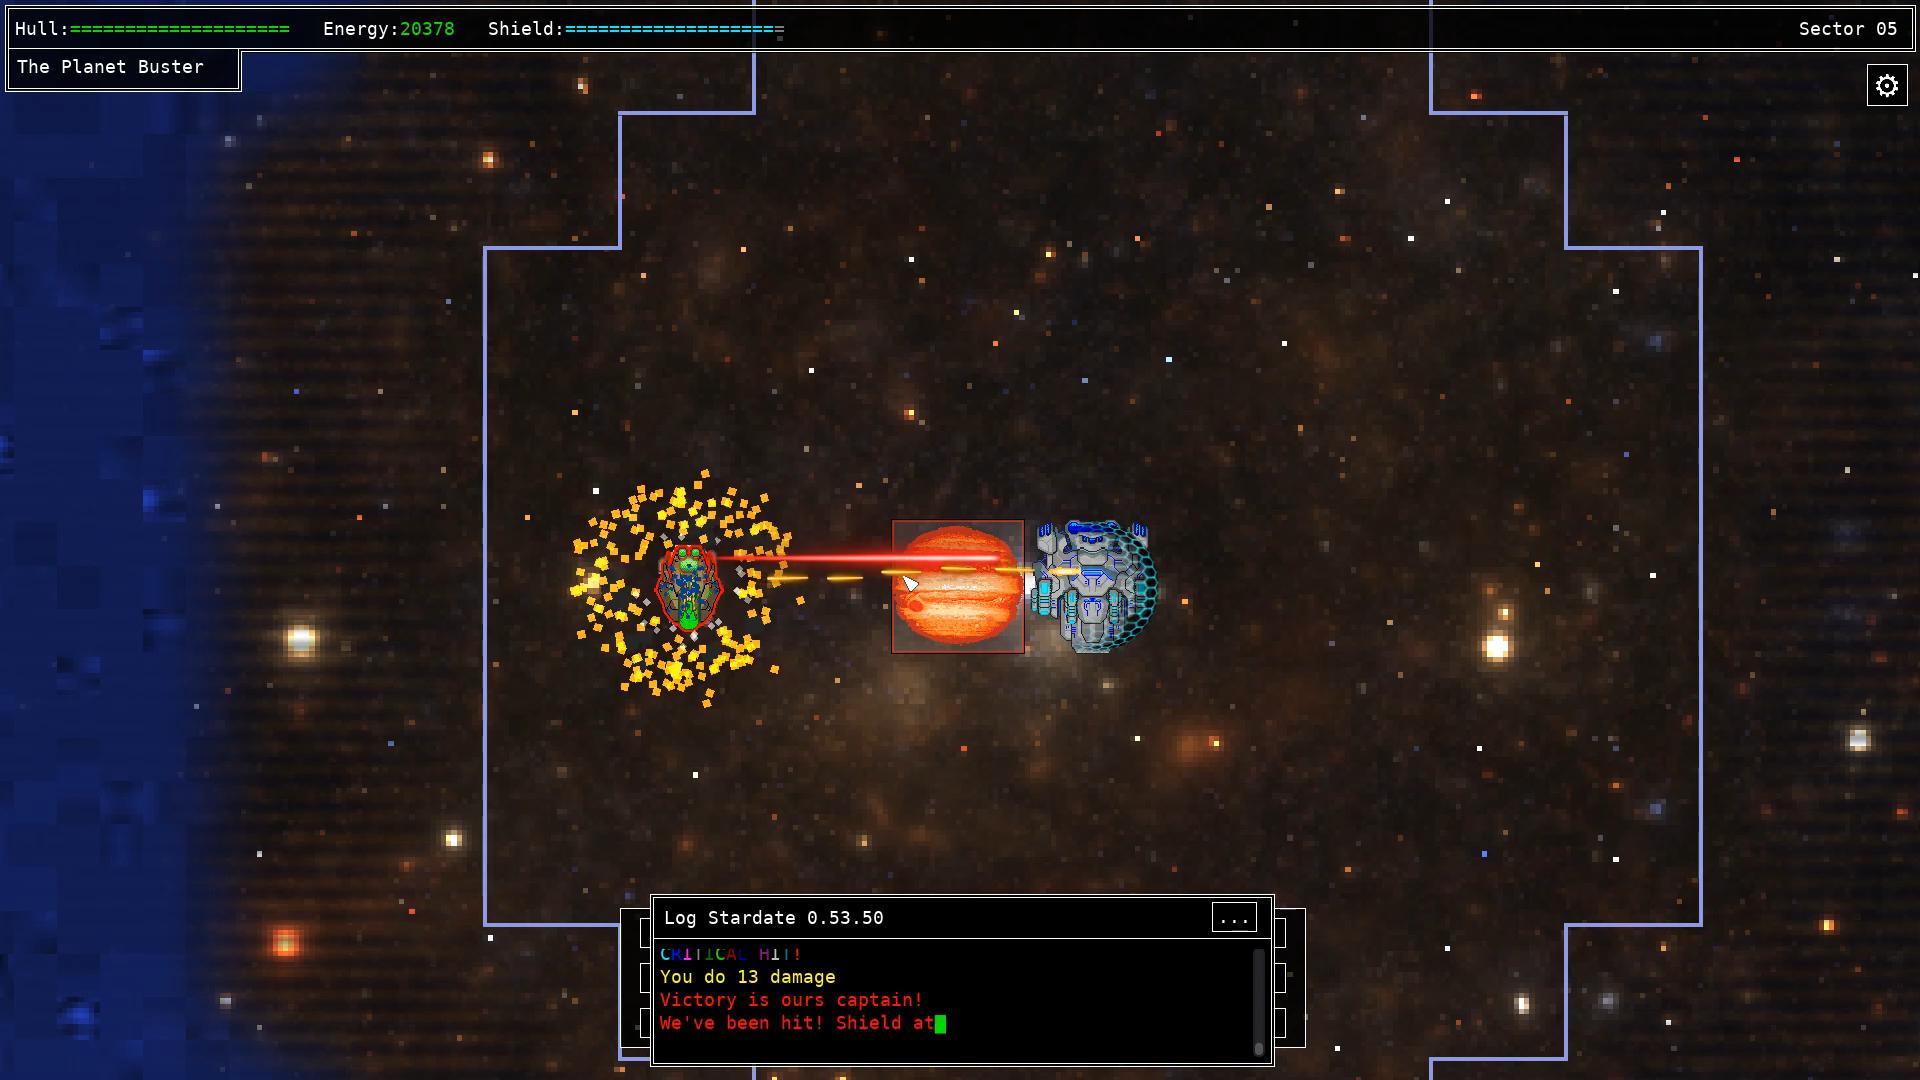 Hull:==================== Energy:20378 Shield:==================== Sector 05
The Planet Buster
Log Stardate 0.53.50 ...
CRITICAL HIT!
You do 13 damage
Victory is ours captain!
We've been hit! Shield at